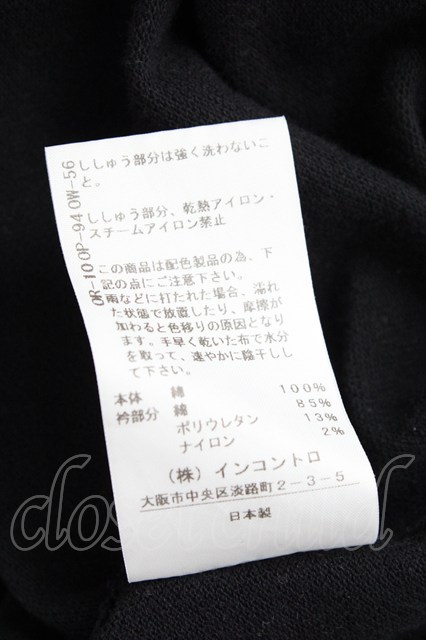 ししゅう部分は強く洗わないこ
と。
ししゅう部分、乾熱アイロン・
スチームアイロン禁止
この商品は配色製品の為、下
記の点にご注意下さい。
雨などに打たれた場合、濡れ
た状態で放置したり、摩擦が
加わると色移りの原因となり
ます。手早く乾いた布で水分
を取って、速やかに陰干しし
て下さい。
本体 綿 100%
衿部分 綿 85%
ポリウレタン 13%
ナイロン 2%
(株) インコントロ
大阪市中央区淡路町2-3-5
日本製
OR-100P-940W-56